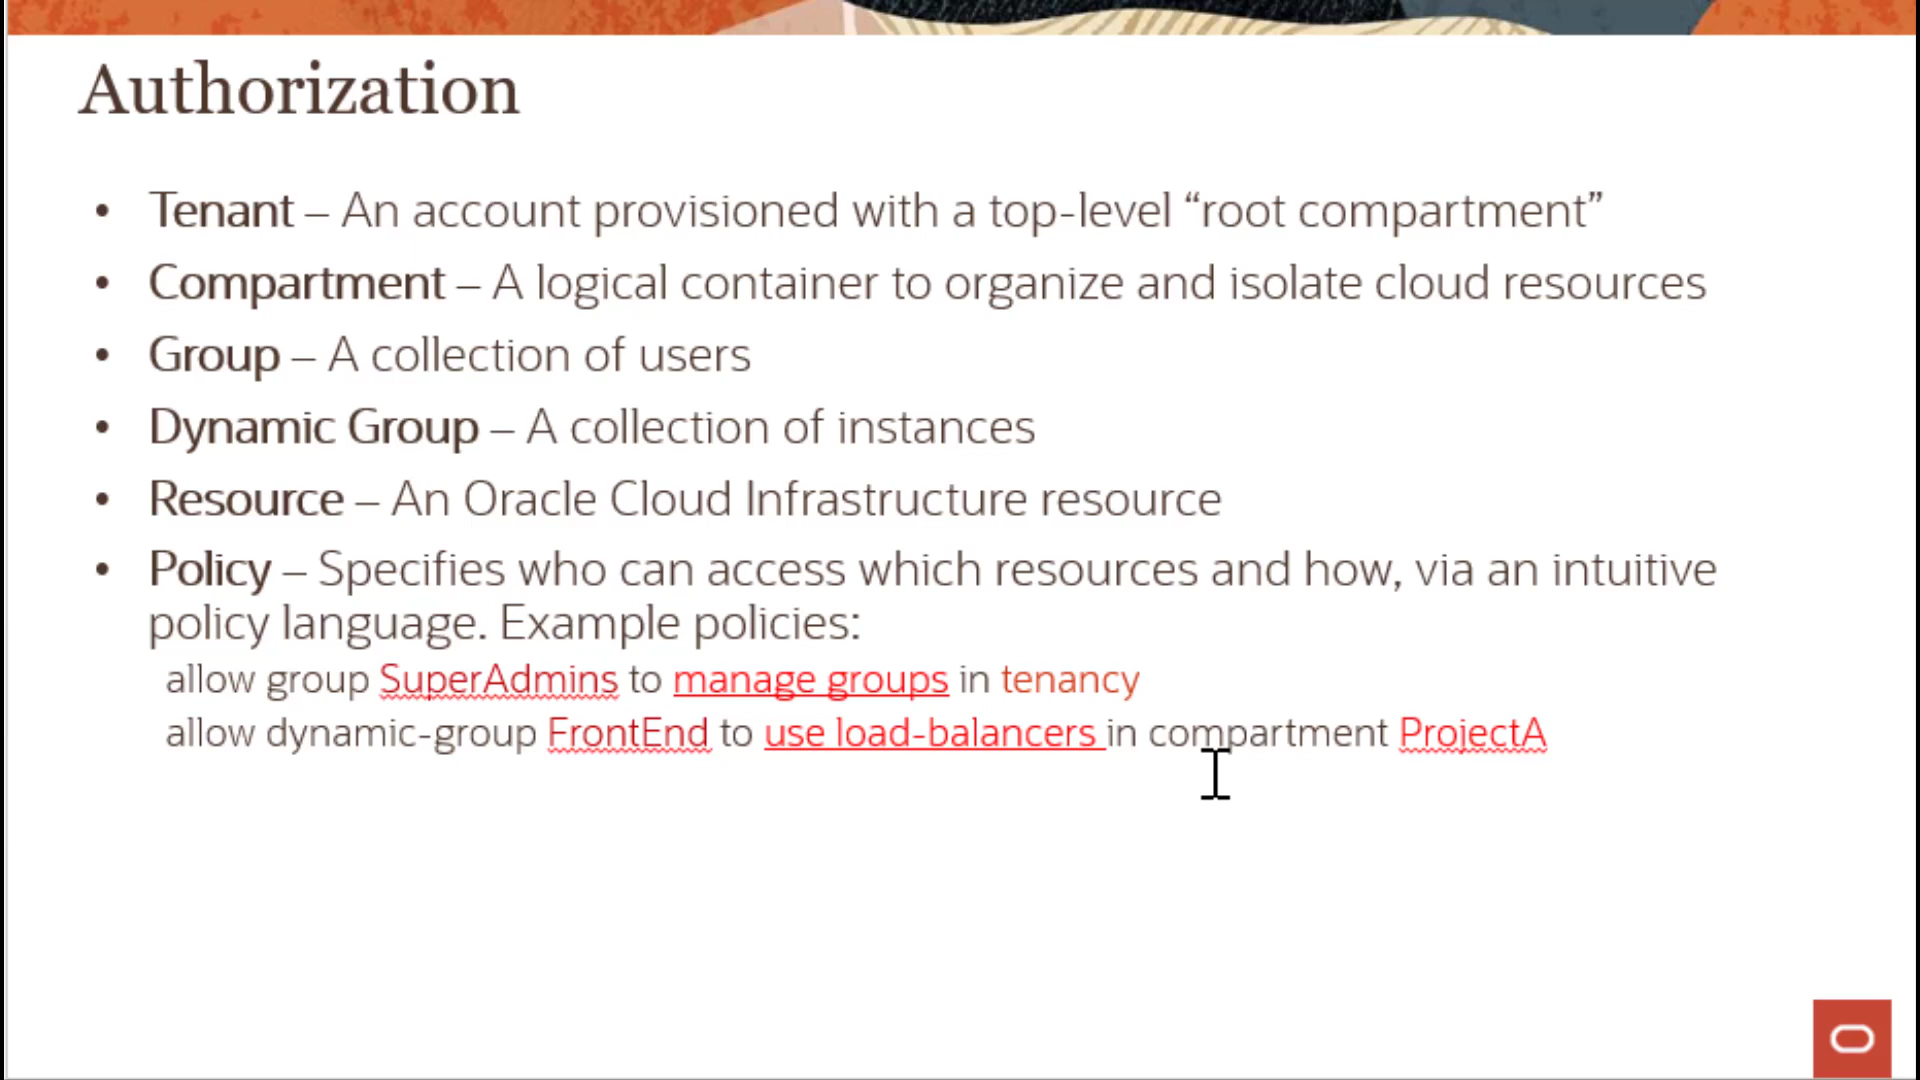 Authorization
• Tenant – An account provisioned with a top-level “root compartment”
• Compartment – A logical container to organize and isolate cloud resources
• Group – A collection of users
• Dynamic Group – A collection of instances
• Resource – An Oracle Cloud Infrastructure resource
• Policy – Specifies who can access which resources and how, via an intuitive
policy language. Example policies:
allow group SuperAdmins to manage groups in tenancy
allow dynamic-group FrontEnd to use load-balancers in compartment ProjectA